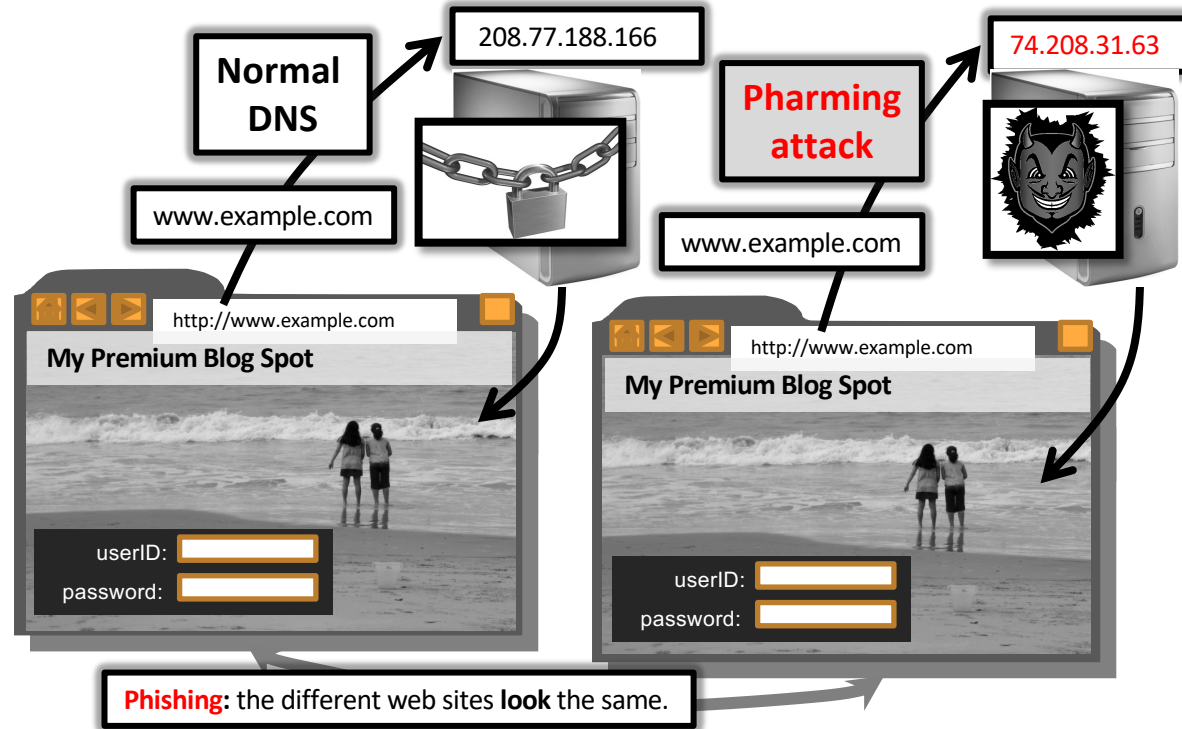 208.77.188.166
Normal
DNS
www.example.com
http://www.example.com
My Premium Blog Spot
userID:
password:
74.208.31.63
Pharming
attack
www.example.com
http://www.example.com
My Premium Blog Spot
userID:
password:
Phishing: the different web sites look the same.